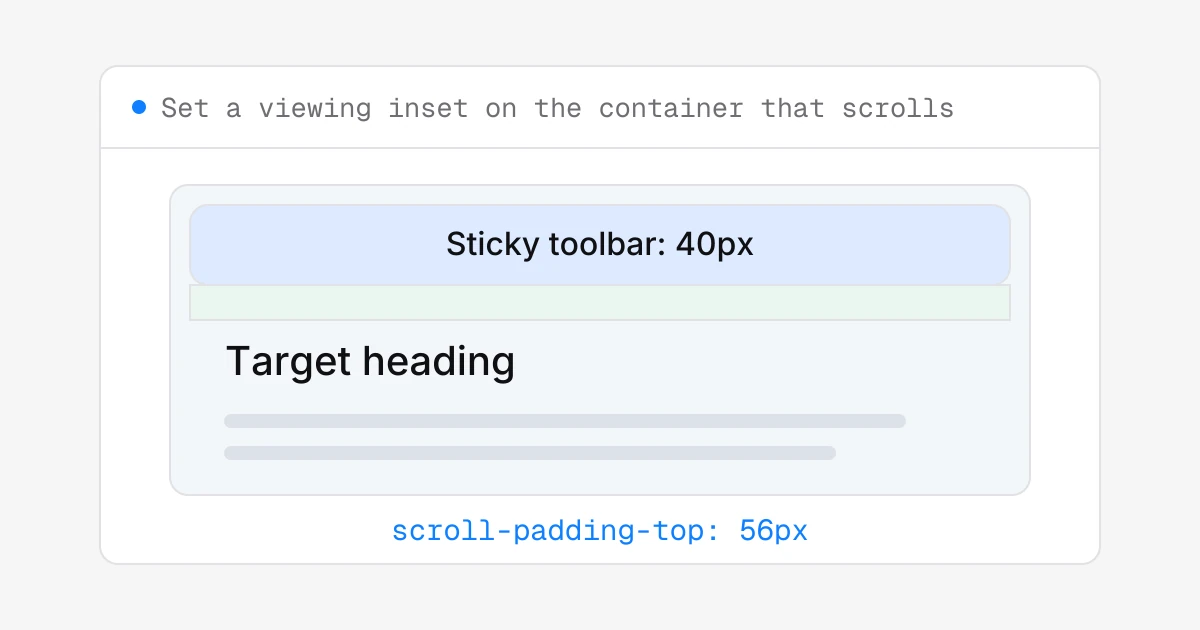 Set a viewing inset on the container that scrolls
Sticky toolbar: 40px
Target heading
scroll-padding-top: 56px